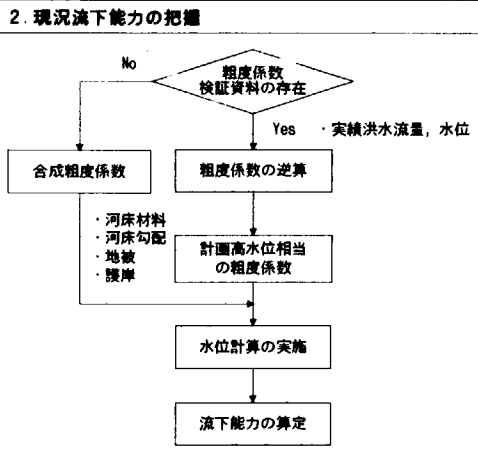 2. 現況流下能力の把握
No
粗度係数
検証資料の存在
Yes
・実績洪水流量，水位
合成粗度係数
粗度係数の逆算
・河床材料
・河床勾配
・地被
・護岸
計画高水位相当
の粗度係数
水位計算の実施
流下能力の算定